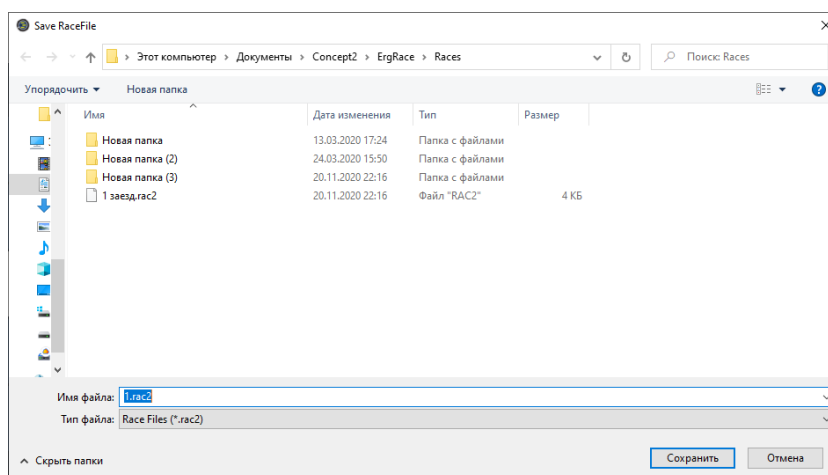 Save RaceFile
Этот компьютер > Документы > Concept2 > ErgRace > Races
Поиск: Races
Упорядочить Новая папка
Имя Дата изменения Тип Размер
Новая папка 13.03.2020 17:24 Папка с файлами
Новая папка (2) 24.03.2020 15:50 Папка с файлами
Новая папка (3) 20.11.2020 22:16 Папка с файлами
1 заезд.rac2 20.11.2020 22:16 Файл "RAC2" 4 КБ
Имя файла: 1.rac2
Тип файла: Race Files (*.rac2)
Скрыть папки Сохранить Отмена